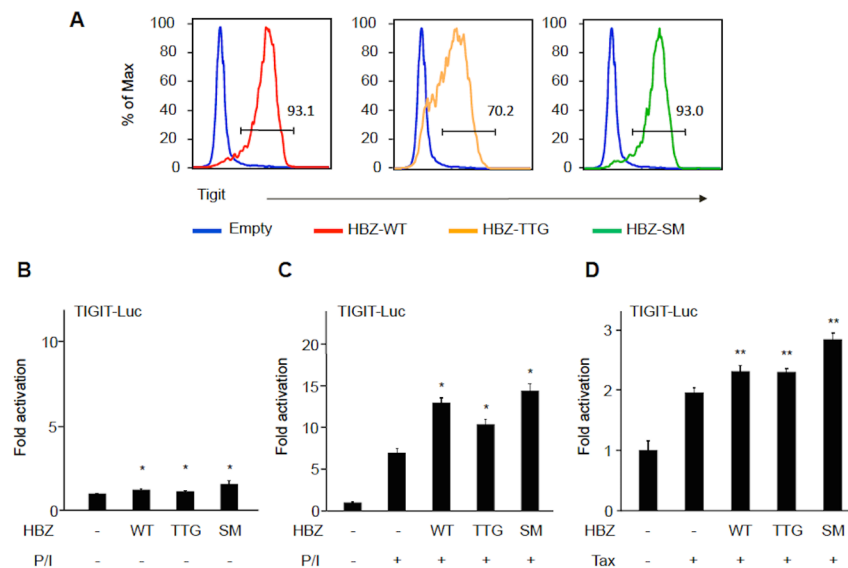 A
% of Max
100
80
60
40
20
0
93.1
100
80
60
40
20
0
70.2
100
80
60
40
20
0
93.0
Tigit
Empty HBZ-WT HBZ-TTG HBZ-SM
B
TIGIT-Luc
Fold activation
10
5
0
* * *
HBZ - WT TTG SM
P/I - - - -
C
TIGIT-Luc
Fold activation
20
15
10
5
0
* * *
HBZ - - WT TTG SM
P/I - + + + +
D
TIGIT-Luc
Fold activation
3
2
1
0
** ** **
HBZ - - WT TTG SM
Tax - + + + +